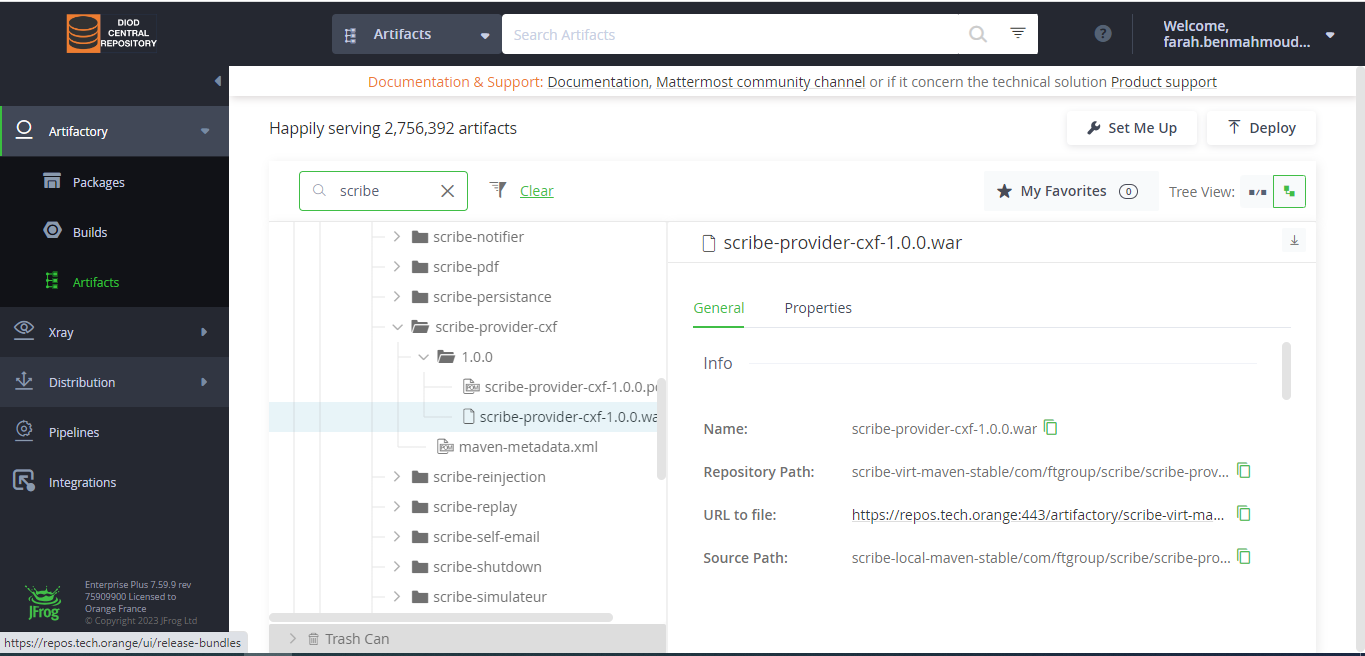 DIOD
CENTRAL
REPOSITORY
Artifacts
Search Artifacts
?
Welcome,
farah.benmahmoud...
Documentation & Support: Documentation, Mattermost community channel or if it concern the technical solution Product support
Artifactory
Packages
Builds
Artifacts
Xray
Distribution
Pipelines
Integrations
Happily serving 2,756,392 artifacts
Set Me Up
Deploy
scribe
Clear
My Favorites 0
Tree View:
scribe-notifier
scribe-pdf
scribe-persistance
scribe-provider-cxf
1.0.0
scribe-provider-cxf-1.0.0.po
scribe-provider-cxf-1.0.0.wa
maven-metadata.xml
scribe-reinjection
scribe-replay
scribe-self-email
scribe-shutdown
scribe-simulateur
Trash Can
scribe-provider-cxf-1.0.0.war
General
Properties
Info
Name: scribe-provider-cxf-1.0.0.war
Repository Path: scribe-virt-maven-stable/com/ftgroup/scribe/scribe-prov...
URL to file: https://repos.tech.orange:443/artifactory/scribe-virt-ma...
Source Path: scribe-local-maven-stable/com/ftgroup/scribe/scribe-pro...
JFrog
Enterprise Plus 7.59.9 rev
75909900 Licensed to
Orange France
© Copyright 2023 JFrog Ltd
https://repos.tech.orange/ui/release-bundles